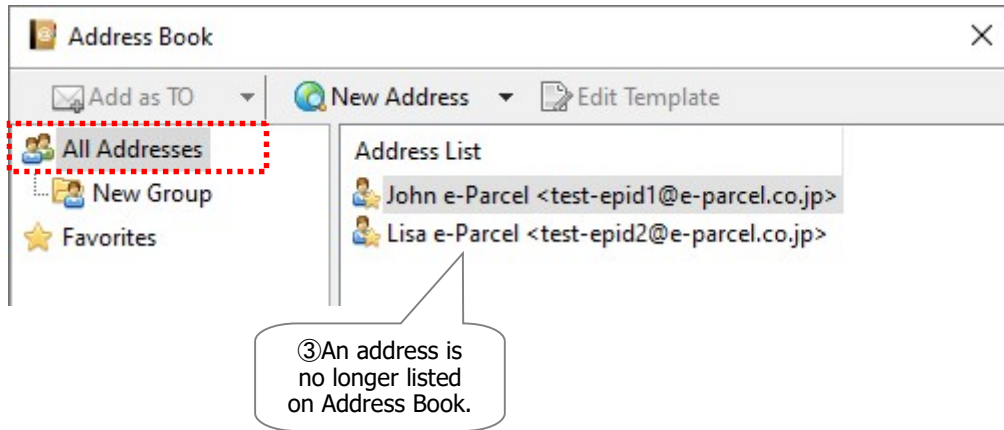 Address Book
Add as TO
New Address
Edit Template
All Addresses
New Group
Favorites
Address List
John e-Parcel <test-epid1@e-parcel.co.jp>
Lisa e-Parcel <test-epid2@e-parcel.co.jp>
③An address is
no longer listed
on Address Book.